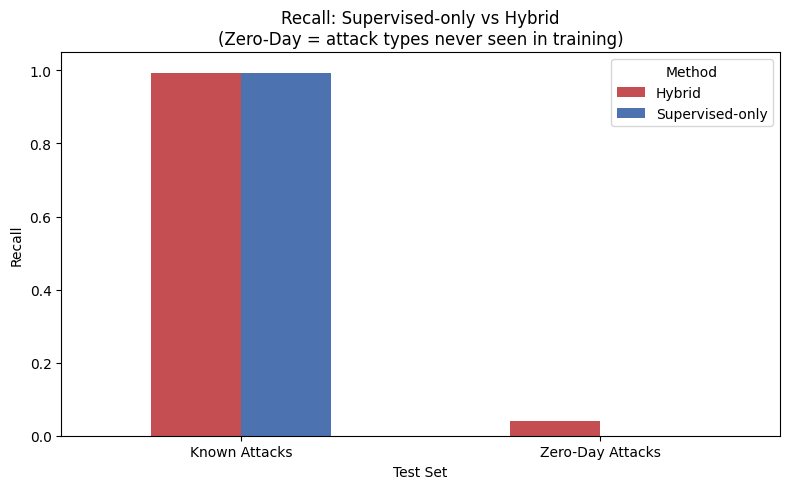 Recall: Supervised-only vs Hybrid
(Zero-Day = attack types never seen in training)
Method
Hybrid
Supervised-only
Recall
1.0
0.8
0.6
0.4
0.2
0.0
Known Attacks
Zero-Day Attacks
Test Set